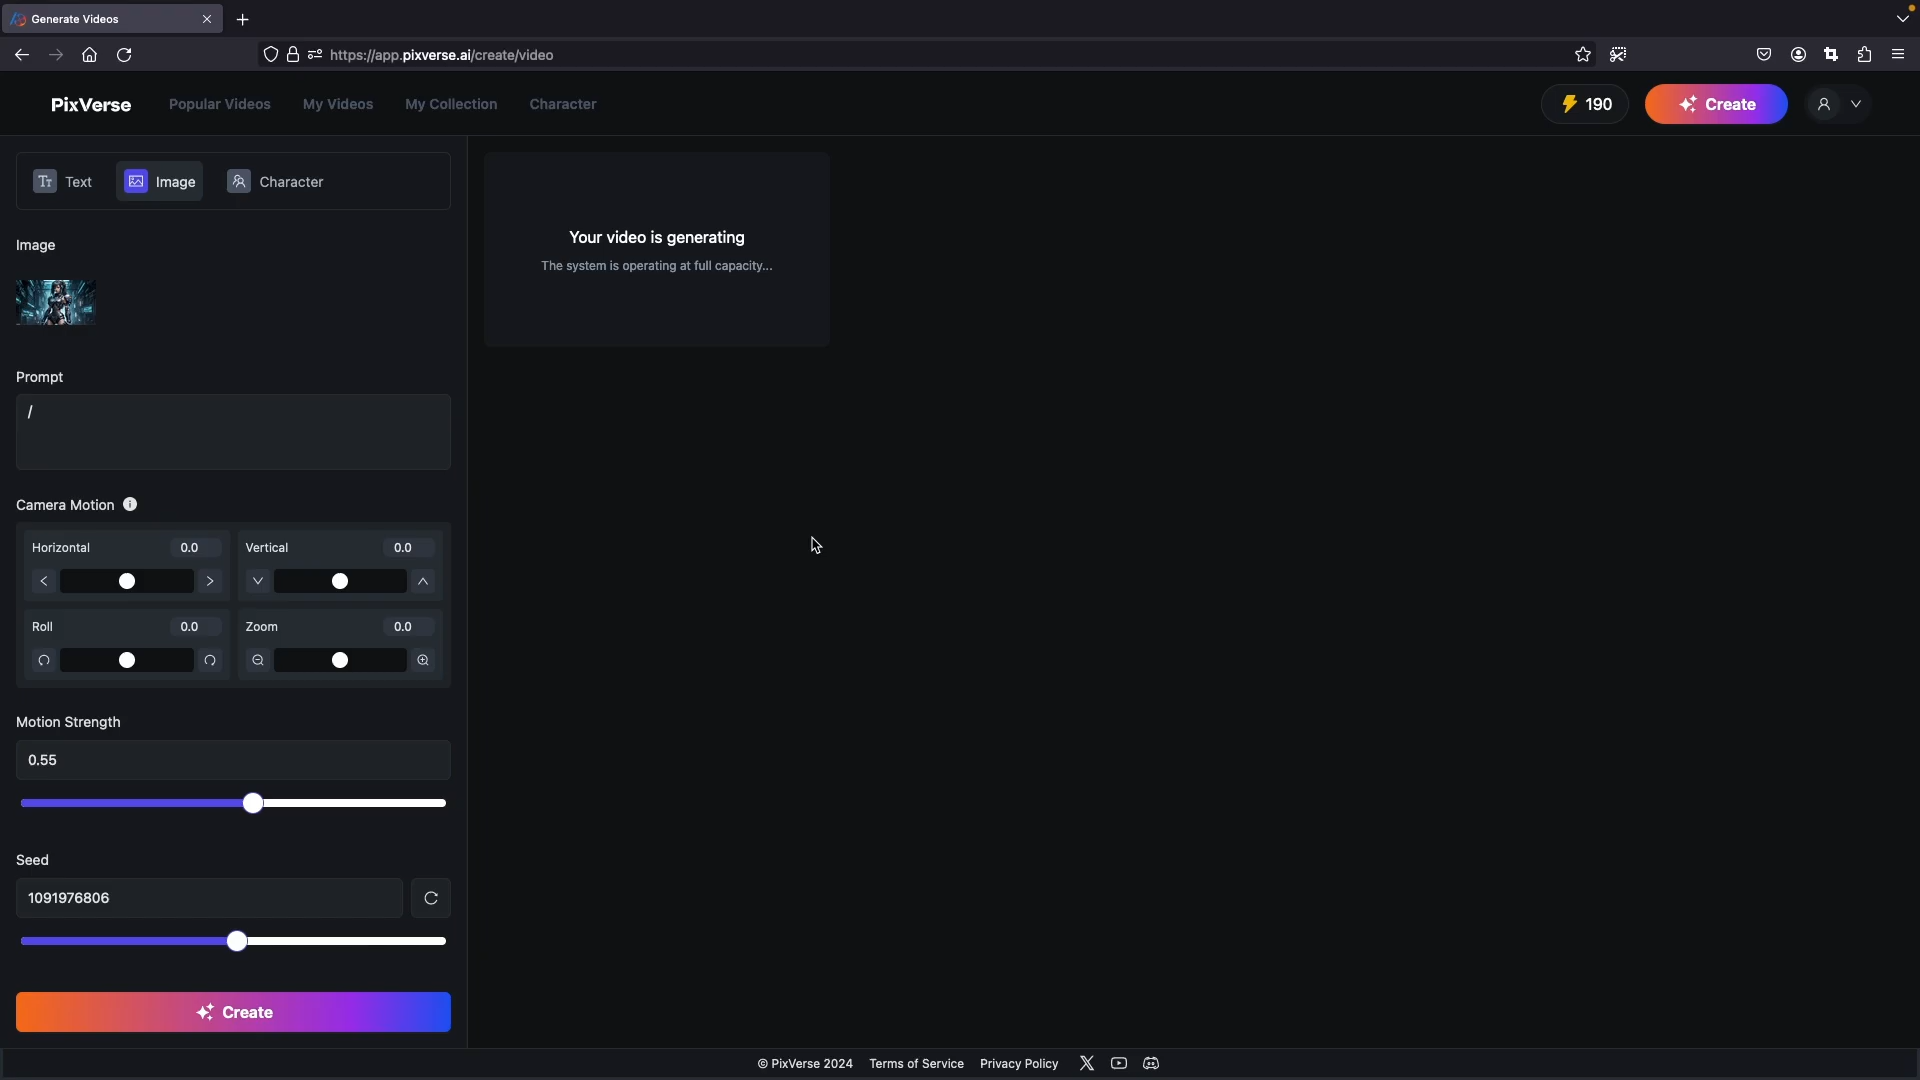 Generate Videos
https://app.pixverse.ai/create/video
PixVerse
Popular Videos
My Videos
My Collection
Character
190
Create
Text
Image
Character
Image
Your video is generating
The system is operating at full capacity...
Prompt
/
Camera Motion
Horizontal
0.0
Vertical
0.0
Roll
0.0
Zoom
0.0
Motion Strength
0.55
Seed
1091976806
Create
© PixVerse 2024
Terms of Service
Privacy Policy